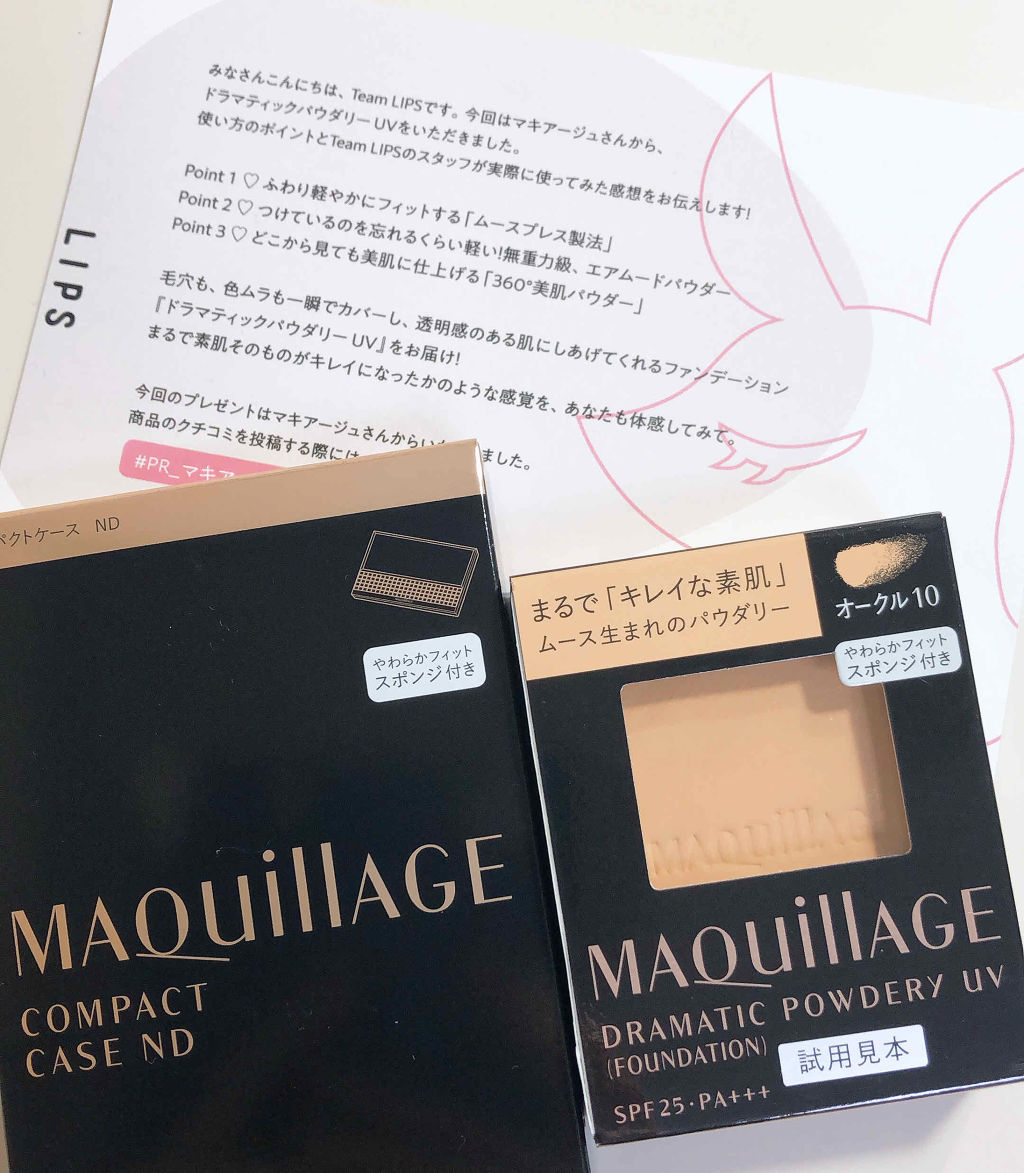 みなさんこんにちは、Team LIPSです。今回はマキアージュさんから、
ドラマティックパウダリー UVをいただきました。
使い方のポイントとTeam LIPSのスタッフが実際に使ってみた感想をお伝えします!
Point 1 ♡ ふわり軽やかにフィットする「ムースプレス製法」
Point 2 ♡ つけているのを忘れるくらい軽い!無重力級、エアムードパウダー
Point 3 ♡ どこから見ても美肌に仕上げる「360°美肌パウダー」
毛穴も、色ムラも一瞬でカバーし、透明感のある肌にしあげてくれるファンデーション
『ドラマティックパウダリー UV』をお届け!
まるで素肌そのものがキレイになったかのような感覚を、あなたも体感してみて。
今回のプレゼントはマキアージュさんからいた
商品のクチコミを投稿する際には
ました。
#PR_マキア
LIPS
パクトケース ND
やわらかフィット
スポンジ付き
MAQuillAGE
COMPACT
CASE ND
まるで「キレイな素肌」
ムース生まれのパウダリー
オークル10
やわらかフィット
スポンジ付き
MAQuillAGE
MAQuillAGE
DRAMATIC POWDERY UV
(FOUNDATION)
試用見本
SPF25・PA+++